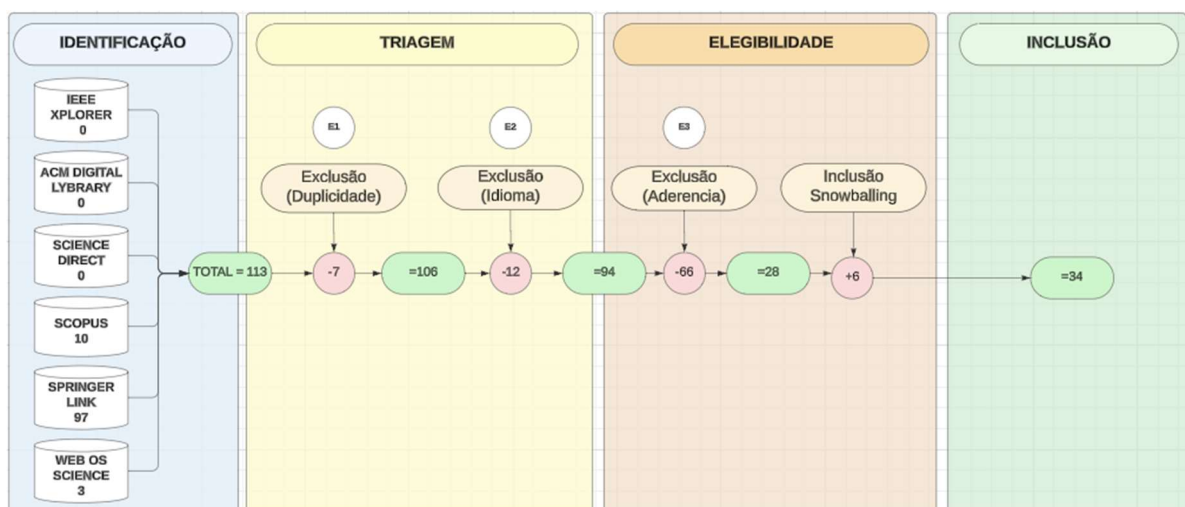 IDENTIFICAÇÃO
IEEE
XPLORER
0
ACM DIGITAL
LYBRARY
0
SCIENCE
DIRECT
0
SCOPUS
10
SPRINGER
LINK
97
WEB OS
SCIENCE
3
TOTAL = 113
TRIAGEM
E1
Exclusão
(Duplicidade)
-7
=106
E2
Exclusão
(Idioma)
-12
=94
ELEGIBILIDADE
E3
Exclusão
(Aderencia)
-66
=28
Inclusão
Snowballing
+6
INCLUSÃO
=34